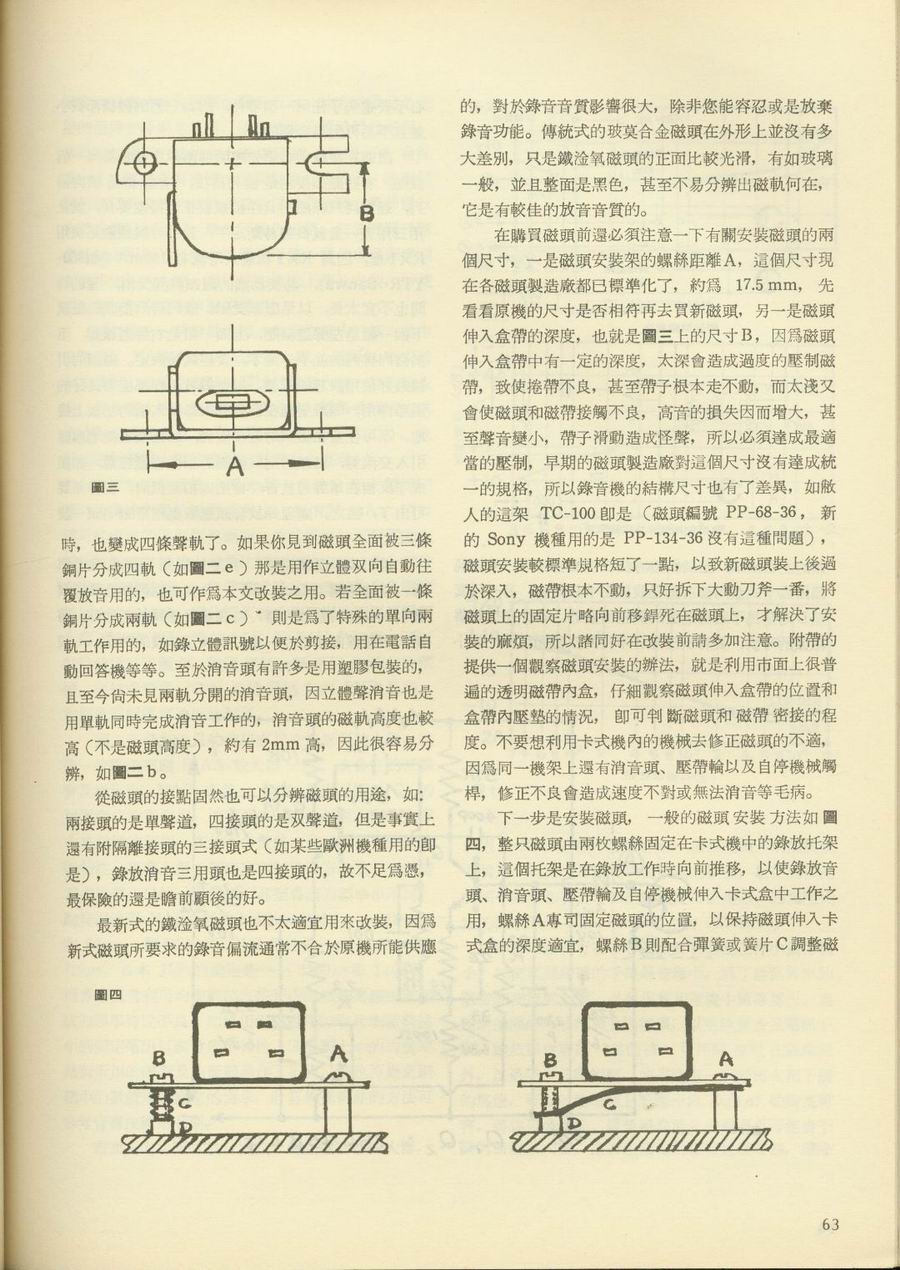 B
A
圖三
時，也變成四條聲軌了。如果你見到磁頭全面被三條
銅片分成四軌（如圖二e）那是用作立體双向自動往
覆放音用的，也可作爲本文改裝之用。若全面被一條
銅片分成兩軌（如圖二c）則是爲了特殊的單向兩
軌工作用的，如錄立體訊號以便於剪接，用在電話自
動回答機等等。至於消音頭有許多是用塑膠包裝的，
且至今尚未見兩軌分開的消音頭，因立體聲消音也是
用單軌同時完成消音工作的，消音頭的磁軌高度也較
高（不是磁頭高度），約有 2mm 高，因此很容易分
辨，如圖二b。
從磁頭的接點固然也可以分辨磁頭的用途，如：
兩接頭的是單聲道，四接頭的是双聲道，但是事實上
還有附隔離接頭的三接頭式（如某些歐洲機種用的卽
是），錄放消音三用頭也是四接頭的，故不足爲憑，
最保險的還是瞻前顧後的好。
最新式的鐵淦氧磁頭也不太適宜用來改裝，因爲
新式磁頭所要求的錄音偏流通常不合於原機所能供應
的，對於錄音音質影響很大，除非您能容忍或是放棄
錄音功能。傳統式的玻莫合金磁頭在外形上並沒有多
大差別，只是鐵淦氧磁頭的正面比較光滑，有如玻璃
一般，並且整面是黑色，甚至不易分辨出磁軌何在，
它是有較佳的放音音質的。
在購買磁頭前還必須注意一下有關安裝磁頭的兩
個尺寸，一是磁頭安裝架的螺絲距離A，這個尺寸現
在各磁頭製造廠都已標準化了，約爲 17.5 mm， 先
看看原機的尺寸是否相符再去買新磁頭，另一是磁頭
伸入盒帶的深度，也就是圖三上的尺寸B，因爲磁頭
伸入盒帶中有一定的深度，太深會造成過度的壓制磁
帶，致使捲帶不良，甚至帶子根本走不動，而太淺又
會使磁頭和磁帶接觸不良，高音的損失因而增大，甚
至聲音變小，帶子滑動造成怪聲，所以必須達成最適
當的壓制，早期的磁頭製造廠對這個尺寸沒有達成統
一的規格，所以錄音機的結構尺寸也有了差異，如敝
人的這架 TC-100 卽是（磁頭編號 PP-68-36， 新
的 Sony 機種用的是 PP-134-36 沒有這種問題），
磁頭安裝較標準規格短了一點，以致新磁頭裝上後過
於深入，磁帶根本不動，只好拆下大動刀斧一番，將
磁頭上的固定片略向前移銲死在磁頭上，才解決了安
裝的麻煩，所以諸同好在改裝前請多加注意。附帶的
提供一個觀察磁頭安裝的辦法，就是利用市面上很普
遍的透明磁帶內盒，仔細觀察磁頭伸入盒帶的位置和
盒帶內壓墊的情況， 卽可判 斷磁頭和 磁帶 密接的程
度。不要想利用卡式機內的機械去修正磁頭的不適，
因爲同一機架上還有消音頭、壓帶輪以及自停機械觸
桿，修正不良會造成速度不對或無法消音等毛病。
下一步是安裝磁頭， 一般的磁頭 安裝 方法如 圖
四，整只磁頭由兩枚螺絲固定在卡式機中的錄放托架
上，這個托架是在錄放工作時向前推移，以使錄放音
頭、消音頭、壓帶輪及自停機械伸入卡式盒中工作之
用，螺絲A專司固定磁頭的位置，以保持磁頭伸入卡
式盒的深度適宜，螺絲B則配合彈簧或簧片C調整磁
圖四
B A
C
D
B A
C
D
63